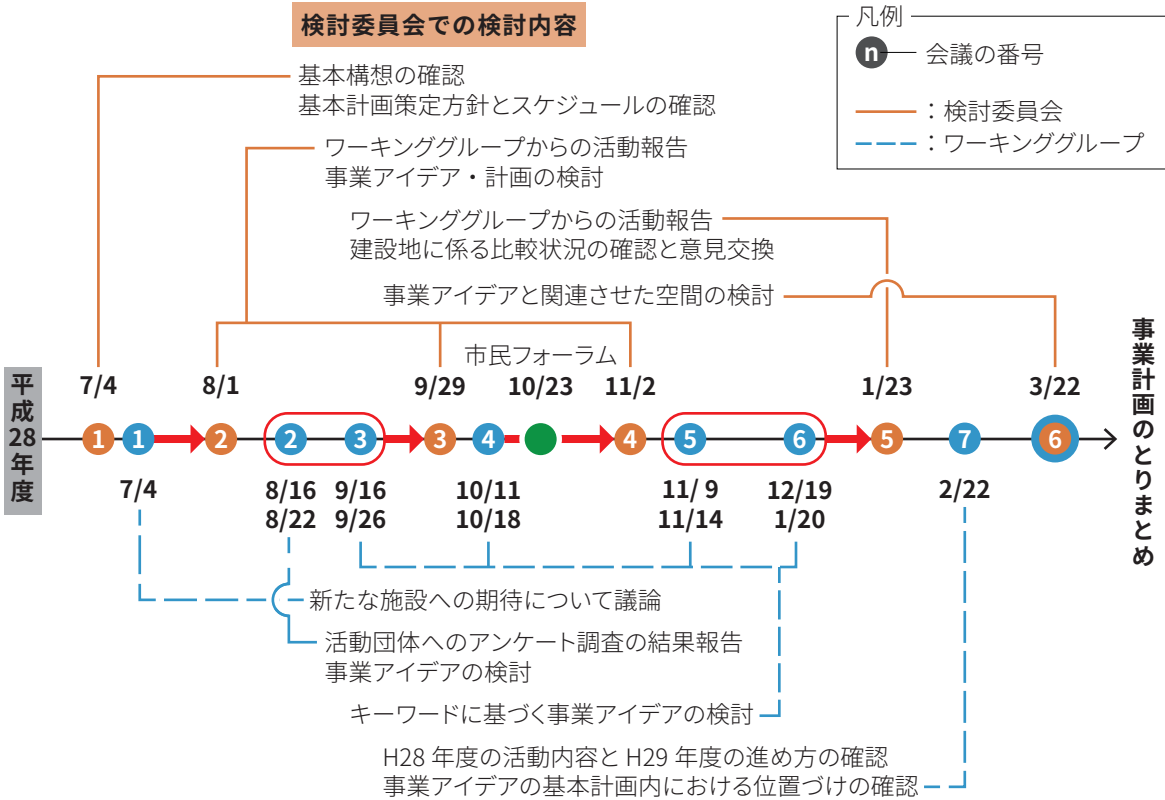 検討委員会での検討内容
凡例
n 会議の番号
:検討委員会
:ワーキンググループ
基本構想の確認
基本計画策定方針とスケジュールの確認
ワーキンググループからの活動報告
事業アイデア・計画の検討
ワーキンググループからの活動報告
建設地に係る比較状況の確認と意見交換
事業アイデアと関連させた空間の検討
市民フォーラム
7/4 8/1 9/29 10/23 11/2 1/23 3/22
平成28年度
1 1 2 2 3 3 4 4 5 6 5 7 6
事業計画のとりまとめ
7/4 8/16 9/16 10/11 11/ 9 12/19 2/22
8/22 9/26 10/18 11/14 1/20
新たな施設への期待について議論
活動団体へのアンケート調査の結果報告
事業アイデアの検討
キーワードに基づく事業アイデアの検討
H28 年度の活動内容と H29 年度の進め方の確認
事業アイデアの基本計画内における位置づけの確認